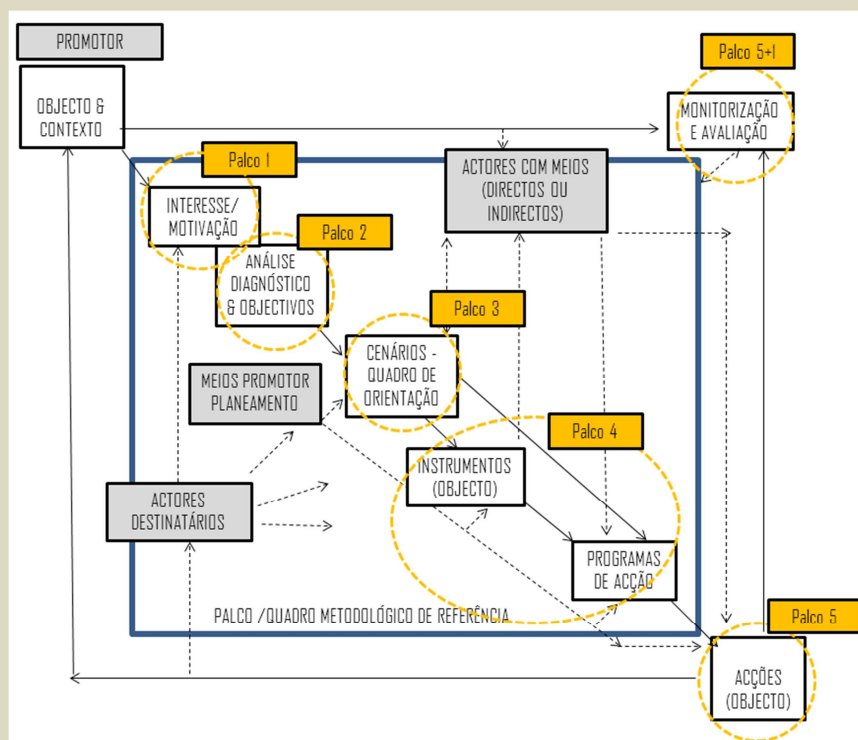 PROMOTOR
OBJECTO &
CONTEXTO
Palco 5+1
MONITORIZAÇÃO
E AVALIAÇÃO
Palco 1
INTERESSE/
MOTIVAÇÃO
ACTORES COM MEIOS
(DIRECTOS OU
INDIRECTOS)
Palco 2
ANÁLISE
DIAGNÓSTICO
& OBJECTIVOS
Palco 3
CENÁRIOS -
QUADRO DE
ORIENTAÇÃO
MEIOS PROMOTOR
PLANEAMENTO
Palco 4
INSTRUMENTOS
(OBJECTO)
ACTORES
DESTINATÁRIOS
PROGRAMAS
DE ACÇÃO
PALCO /QUADRO METODOLÓGICO DE REFERÊNCIA
Palco 5
ACÇÕES
(OBJECTO)